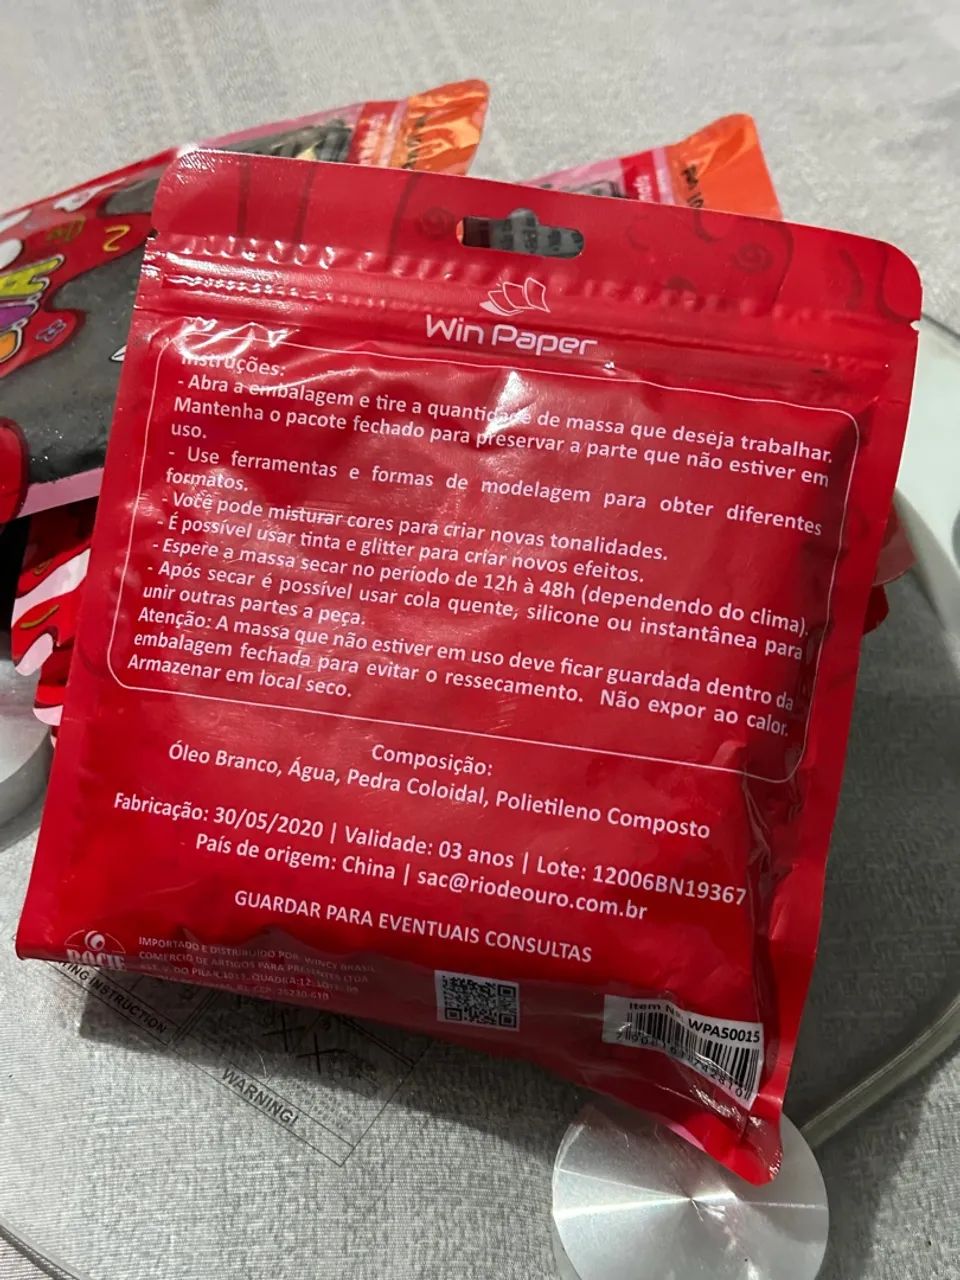 Win Paper
Instruções:
- Abra a embalagem e tire a quantidade de massa que deseja trabalhar.
Mantenha o pacote fechado para preservar a parte que não estiver em
uso.
- Use ferramentas e formas de modelagem para obter diferentes
formatos.
- Você pode misturar cores para criar novas tonalidades.
- É possível usar tinta e glitter para criar novos efeitos.
- Espere a massa secar no período de 12h à 48h (dependendo do clima).
- Após secar é possível usar cola quente, silicone ou instantânea para
unir outras partes a peça.
Atenção: A massa que não estiver em uso deve ficar guardada dentro da
embalagem fechada para evitar o ressecamento. Não expor ao calor.
Armazenar em local seco.
Composição:
Óleo Branco, Água, Pedra Coloidal, Polietileno Composto
Fabricação: 30/05/2020 | Validade: 03 anos | Lote: 12006BN19367
País de origem: China | sac@riodeouro.com.br
GUARDAR PARA EVENTUAIS CONSULTAS
IMPORTADO E DISTRIBUIDO POR WINCY BRASIL
COMERCIO DE ARTIGOS PARA PRESENTES LTDA
Item No: WPA50015
INSTRUCTION
WARNING!